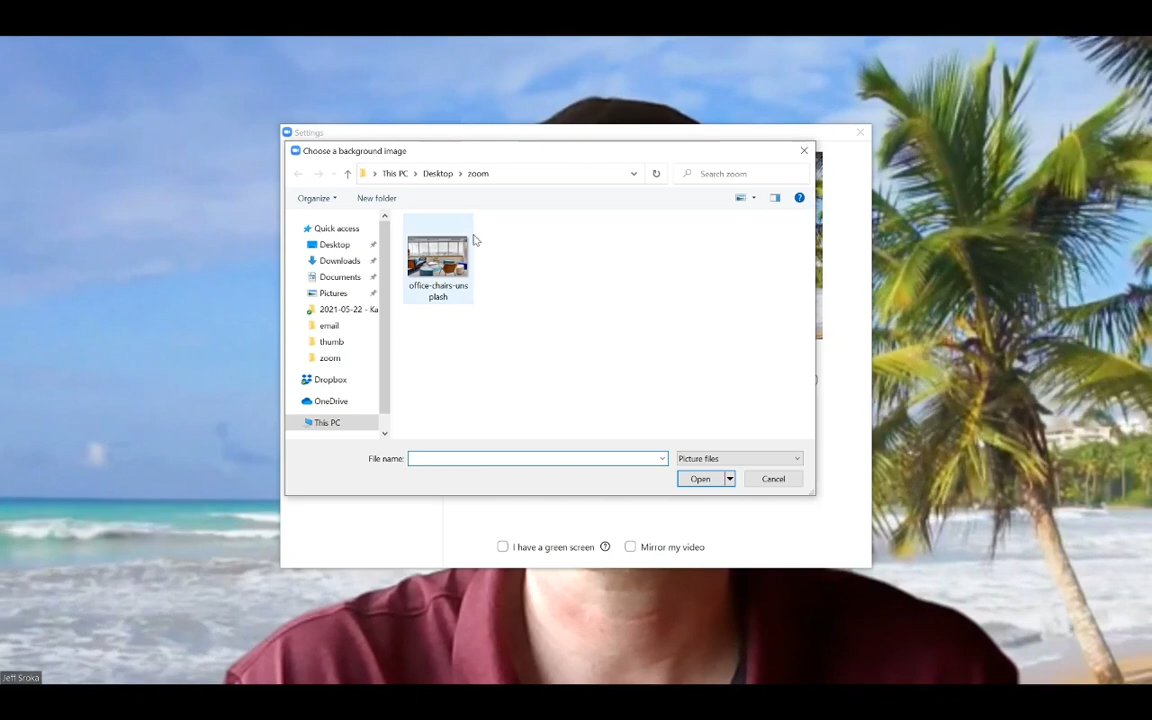 Settings
Choose a background image
This PC
Desktop
zoom
Search zoom
Organize
New folder
Quick access
Desktop
Downloads
Documents
Pictures
2021-05-22 - Ka
email
thumb
zoom
Dropbox
OneDrive
This PC
office-chairs-uns
plash
File name:
Picture files
Open
Cancel
I have a green screen
Mirror my video
Jeff Sroka